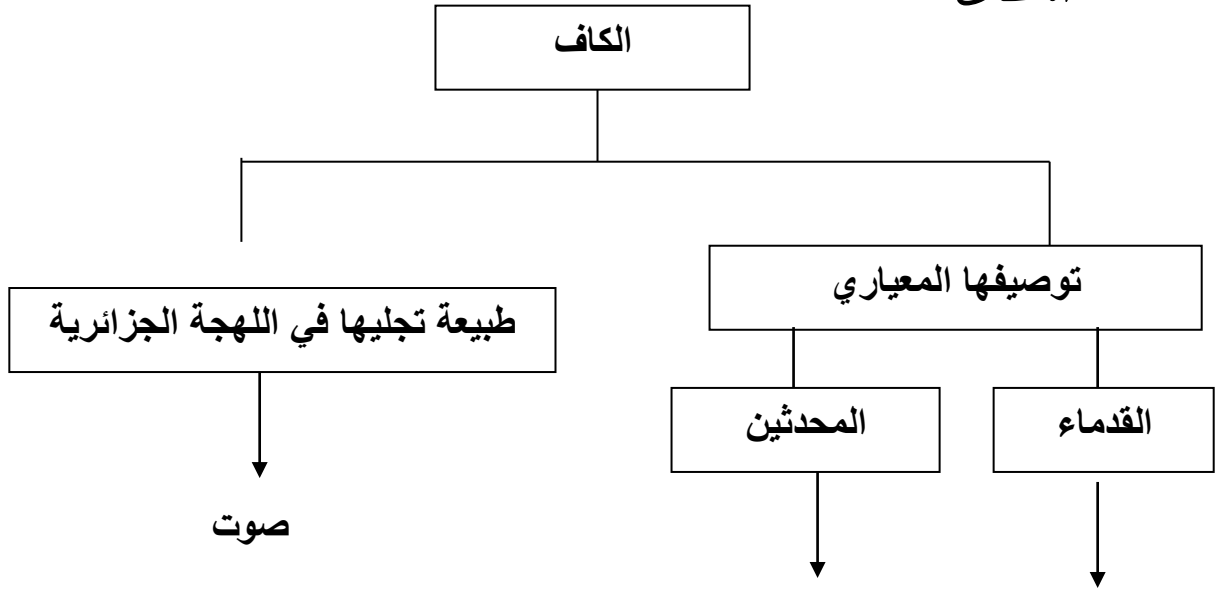 الكاف
توصيفها المعياري
طبيعة تجليها في اللهجة الجزائرية
القدماء
المحدثين
صوت